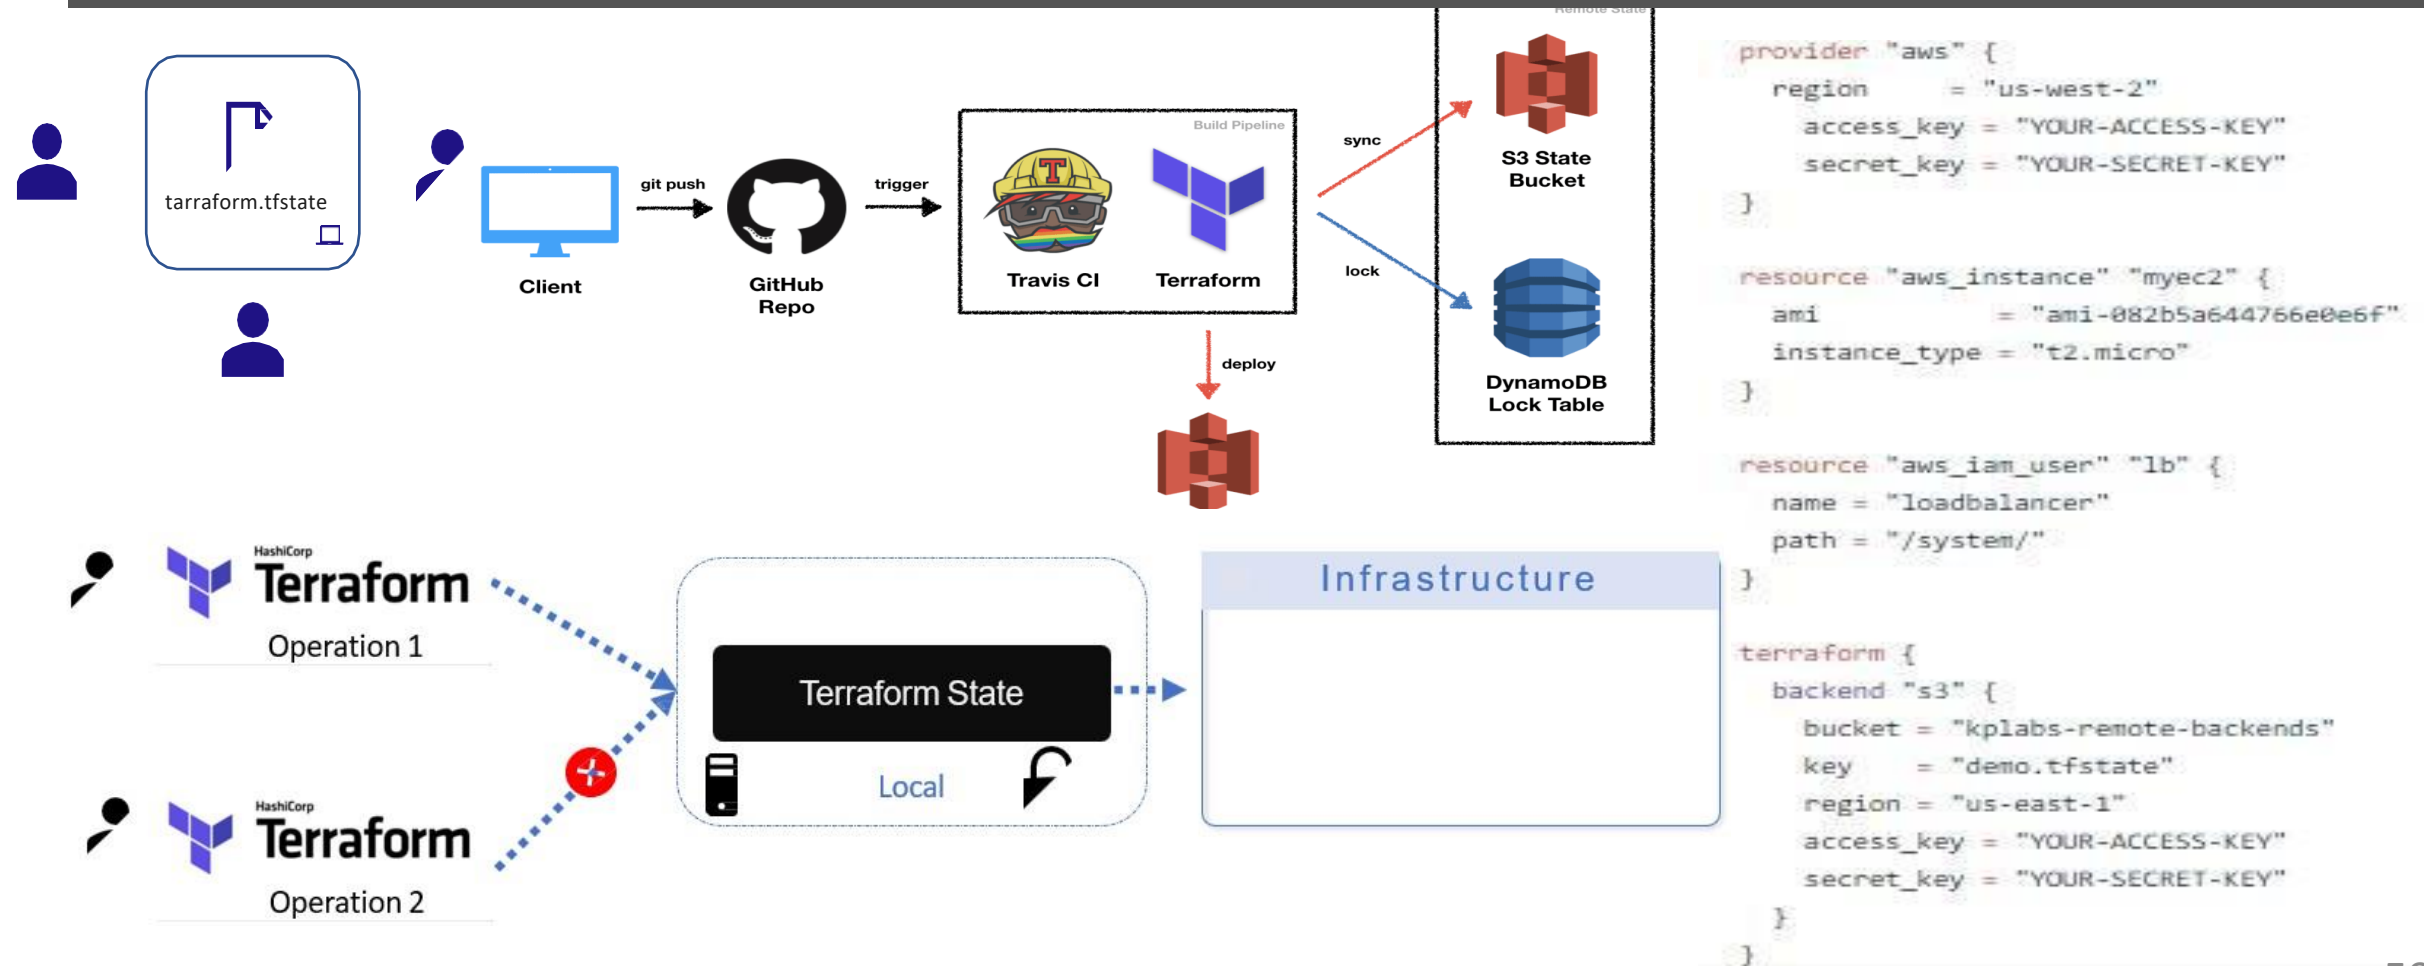 Remote State
tarraform.tfstate
git push
trigger
Build Pipeline
sync
lock
deploy
Client
GitHub
Repo
Travis CI
Terraform
S3 State
Bucket
DynamoDB
Lock Table
HashiCorp
Terraform
Operation 1
HashiCorp
Terraform
Operation 2
Terraform State
Local
Infrastructure
provider "aws" {
region = "us-west-2"
access_key = "YOUR-ACCESS-KEY"
secret_key = "YOUR-SECRET-KEY"
}
resource "aws_instance" "myec2" {
ami = "ami-082b5a644766e0e6f"
instance_type = "t2.micro"
}
resource "aws_iam_user" "lb" {
name = "loadbalancer"
path = "/system/"
}
terraform {
backend "s3" {
bucket = "kplabs-remote-backends"
key = "demo.tfstate"
region = "us-east-1"
access_key = "YOUR-ACCESS-KEY"
secret_key = "YOUR-SECRET-KEY"
}
}